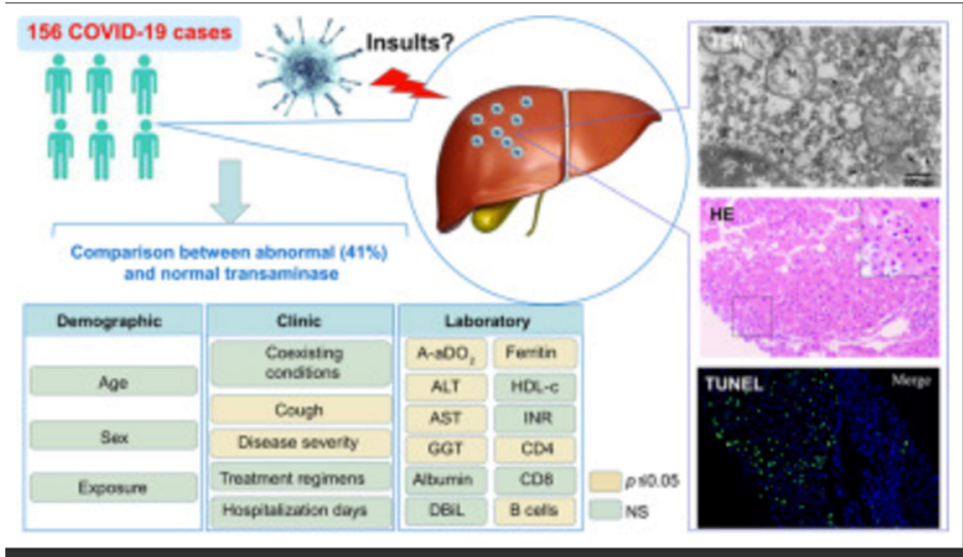 156 COVID-19 cases
Insults?
Comparison between abnormal (41%)
and normal transaminase
Demographic
Age
Sex
Exposure
Clinic
Coexisting
conditions
Cough
Disease severity
Treatment regimens
Hospitalization days
Laboratory
A-aDO2 Ferritin
ALT HDL-c
AST INR
GGT CD4
Albumin CD8
DBiL B cells
p≤0.05
NS
HE
TUNEL Merge